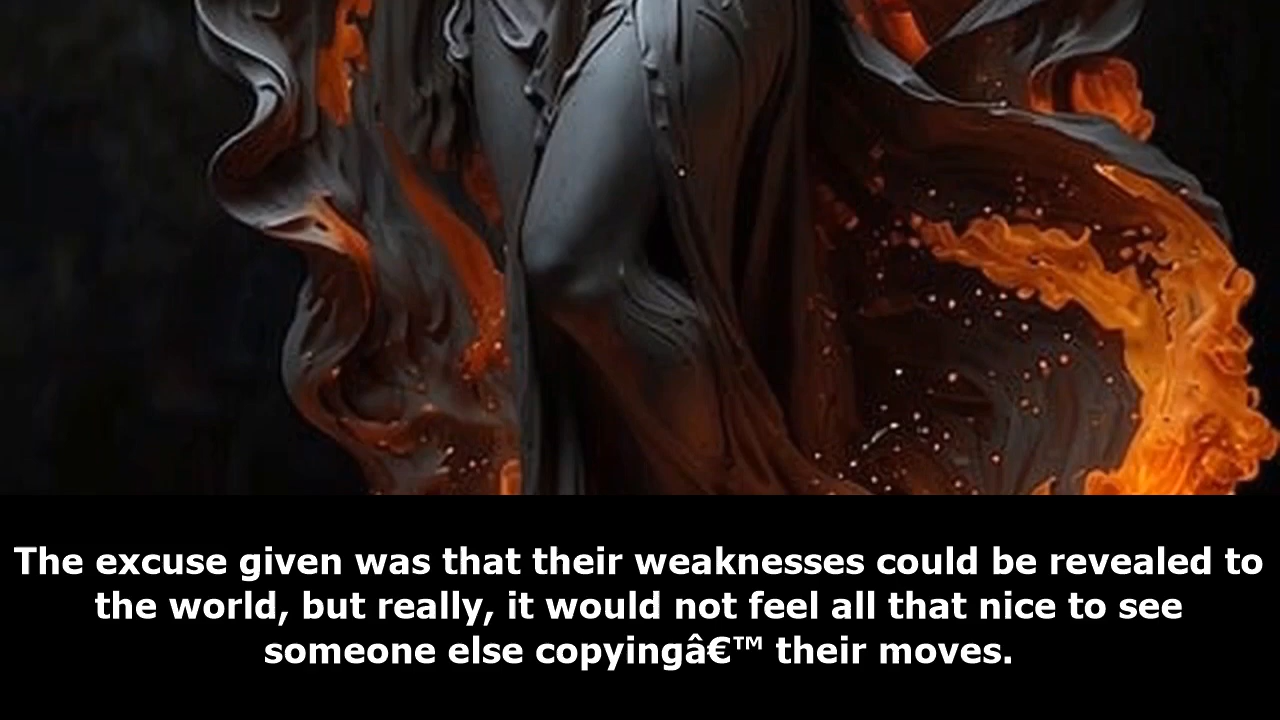 The excuse given was that their weaknesses could be revealed to
the world, but really, it would not feel all that nice to see
someone else copyingâ€™ their moves.